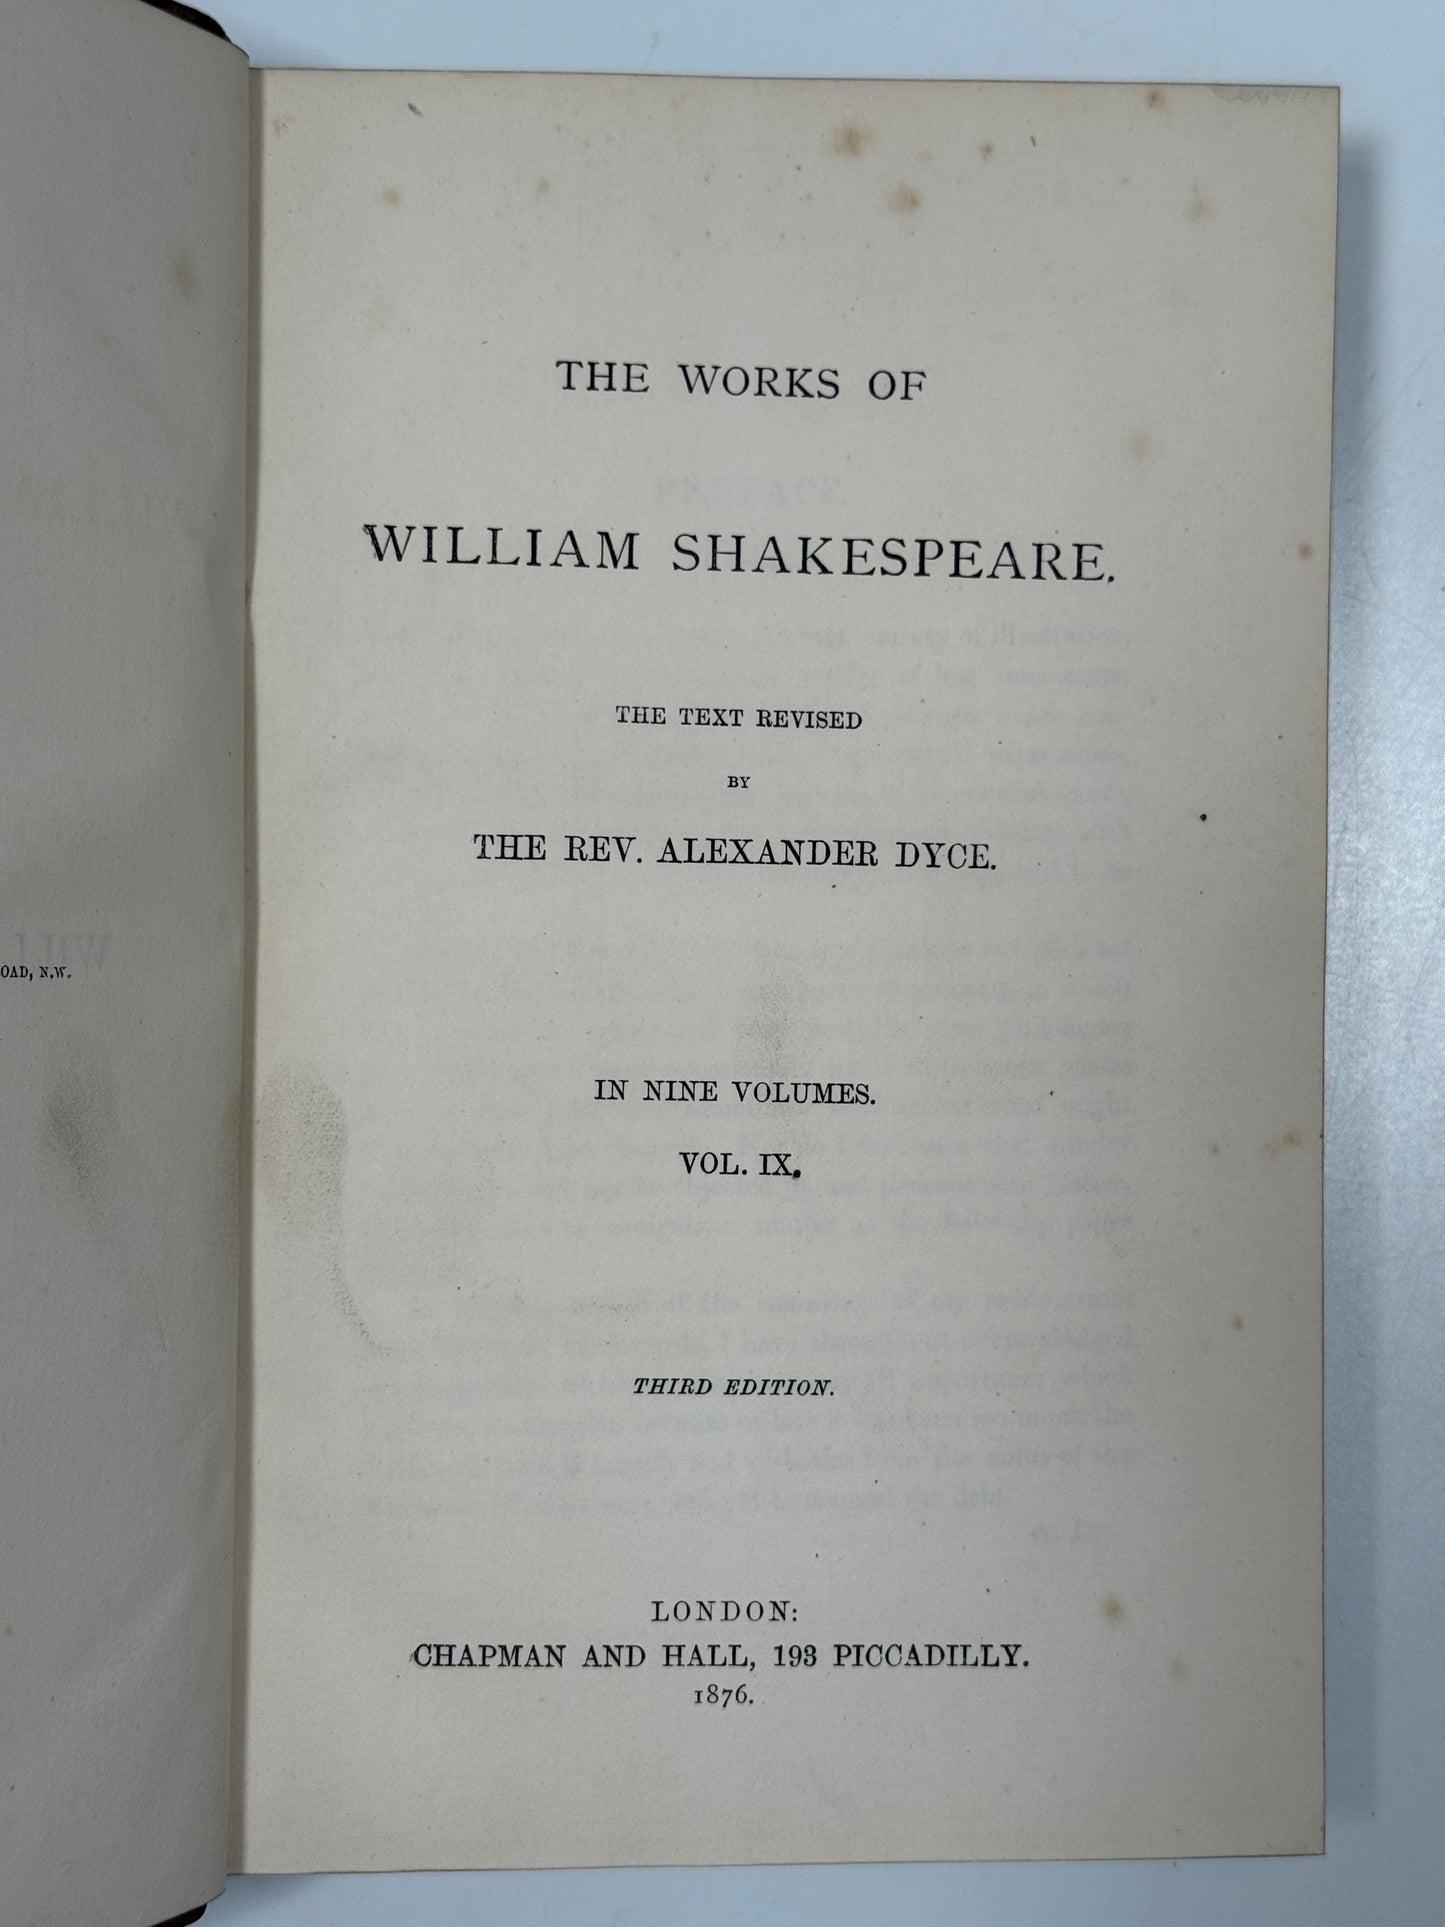 OAD, N.W.
THE WORKS OF
WILLIAM SHAKESPEARE.
THE TEXT REVISED
BY
THE REV. ALEXANDER DYCE.
IN NINE VOLUMES.
VOL. IX.
THIRD EDITION.
LONDON:
CHAPMAN AND HALL, 193 PICCADILLY.
1876.